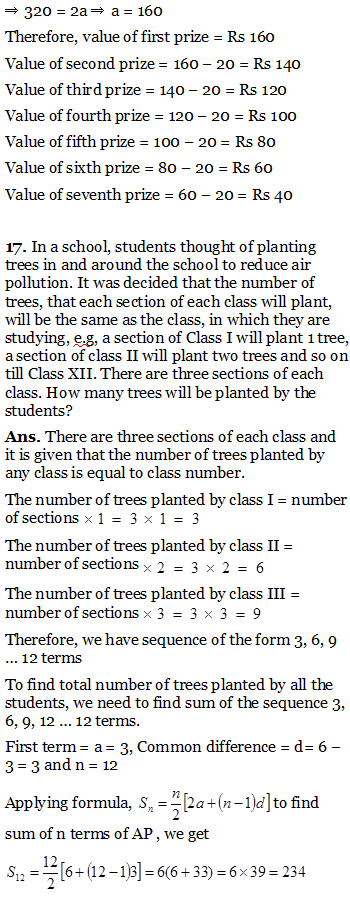 ⇒ 320 = 2a ⇒ a = 160
Therefore, value of first prize = Rs 160
Value of second prize = 160 – 20 = Rs 140
Value of third prize = 140 – 20 = Rs 120
Value of fourth prize = 120 – 20 = Rs 100
Value of fifth prize = 100 – 20 = Rs 80
Value of sixth prize = 80 – 20 = Rs 60
Value of seventh prize = 60 – 20 = Rs 40
17. In a school, students thought of planting
trees in and around the school to reduce air
pollution. It was decided that the number of
trees, that each section of each class will plant,
will be the same as the class, in which they are
studying, e.g, a section of Class I will plant 1 tree,
a section of class II will plant two trees and so on
till Class XII. There are three sections of each
class. How many trees will be planted by the
students?
Ans. There are three sections of each class and
it is given that the number of trees planted by
any class is equal to class number.
The number of trees planted by class I = number
of sections × 1 = 3 × 1 = 3
The number of trees planted by class II =
number of sections × 2 = 3 × 2 = 6
The number of trees planted by class III =
number of sections × 3 = 3 × 3 = 9
Therefore, we have sequence of the form 3, 6, 9
... 12 terms
To find total number of trees planted by all the
students, we need to find sum of the sequence 3,
6, 9, 12 ... 12 terms.
First term = a = 3, Common difference = d= 6 –
3 = 3 and n = 12
Applying formula, Sₙ = n/2[2a+(n−1)d] to find
sum of n terms of AP , we get
S₁₂ = 12/2[6+(12−1)3] = 6(6+33) = 6×39 = 234